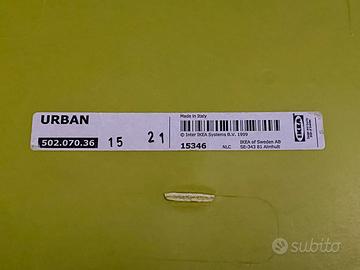 URBAN
502.070.36
15
21
Made in Italy
© Inter IKEA Systems B.V. 1999
15346
NLC
IKEA of Sweden AB
SE-343 81 Älmhult
IKEA
subito